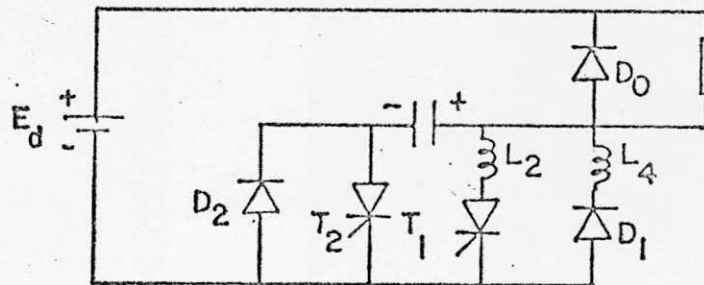 +
E_d
-
D_0
- +
L_2
L_4
D_2
T_2
T_1
D_1